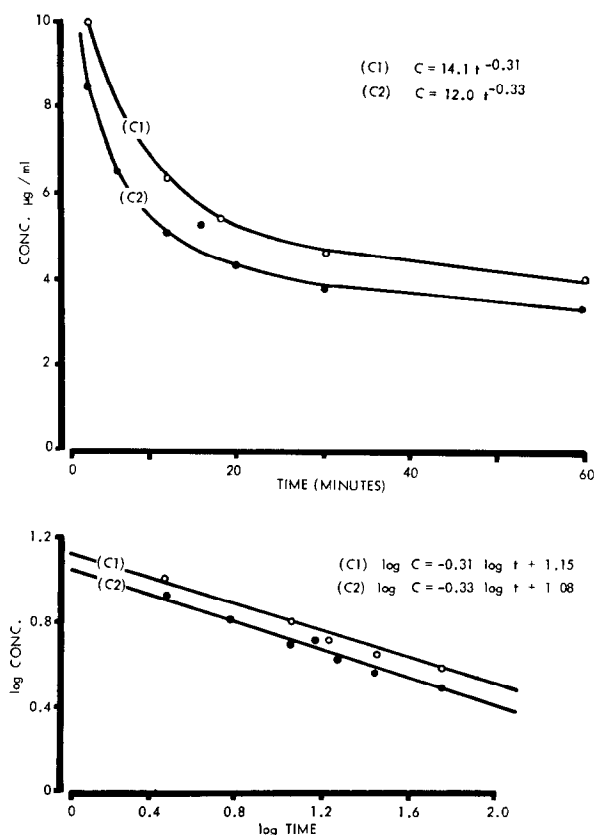 10
8
6
4
2
0
CONC. µg / ml
(C1) C = 14.1 t^-0.31
(C2) C = 12.0 t^-0.33
(C1)
(C2)
0 20 40 60
TIME (MINUTES)
1.2
0.8
0.4
0
log CONC.
(C1) log C = -0.31 log t + 1.15
(C2) log C = -0.33 log t + 1 08
(C1)
(C2)
0 0.4 0.8 1.2 1.6 2.0
log TIME